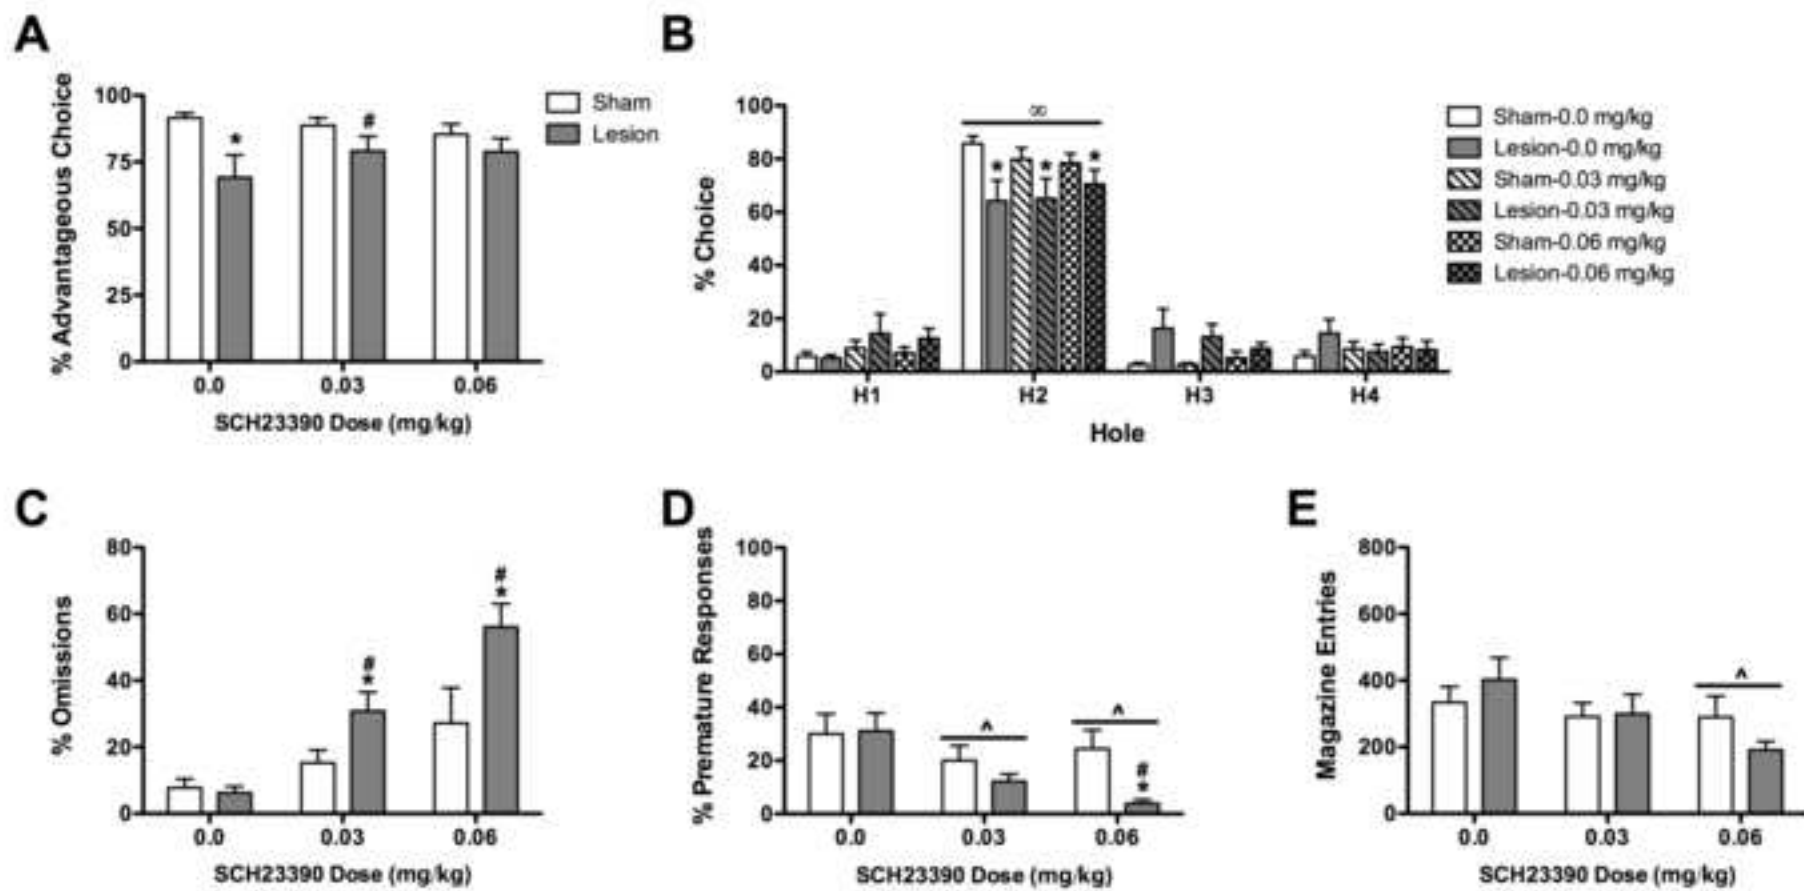 A
% Advantageous Choice
100
75
50
25
0
*
#
0.0 0.03 0.06
SCH23390 Dose (mg/kg)
Sham
Lesion
B
% Choice
100
80
60
40
20
0
∞
* * *
H1 H2 H3 H4
Hole
Sham-0.0 mg/kg
Lesion-0.0 mg/kg
Sham-0.03 mg/kg
Lesion-0.03 mg/kg
Sham-0.06 mg/kg
Lesion-0.06 mg/kg
C
% Omissions
80
60
40
20
0
#
*
#
*
0.0 0.03 0.06
SCH23390 Dose (mg/kg)
D
% Premature Responses
100
80
60
40
20
0
^
^
#
*
0.0 0.03 0.06
SCH23390 Dose (mg/kg)
E
Magazine Entries
800
600
400
200
0
^
0.0 0.03 0.06
SCH23390 Dose (mg/kg)